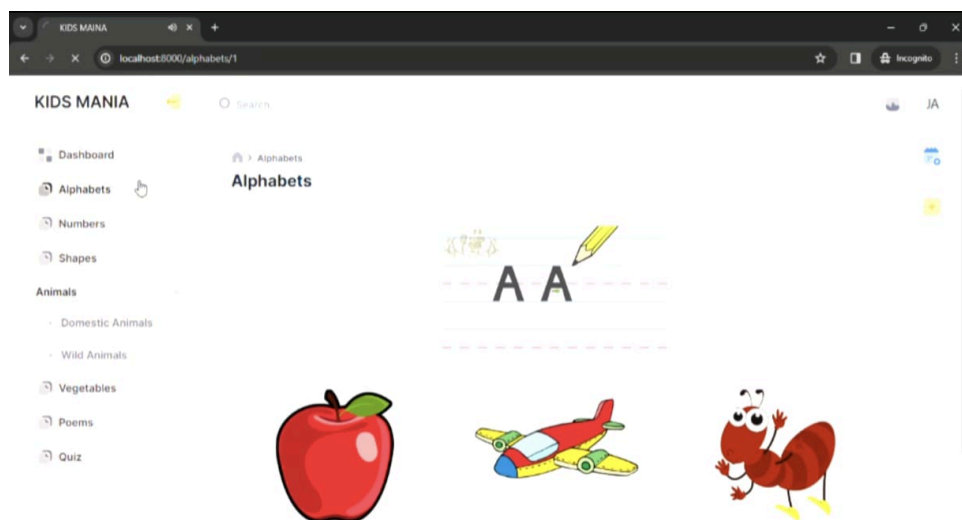 KIDS MAINA
localhost:8000/alphabets/1
Incognito
KIDS MANIA
Search
JA
Dashboard
Alphabets
Numbers
Shapes
Animals
Domestic Animals
Wild Animals
Vegetables
Poems
Quiz
> Alphabets
Alphabets
A A